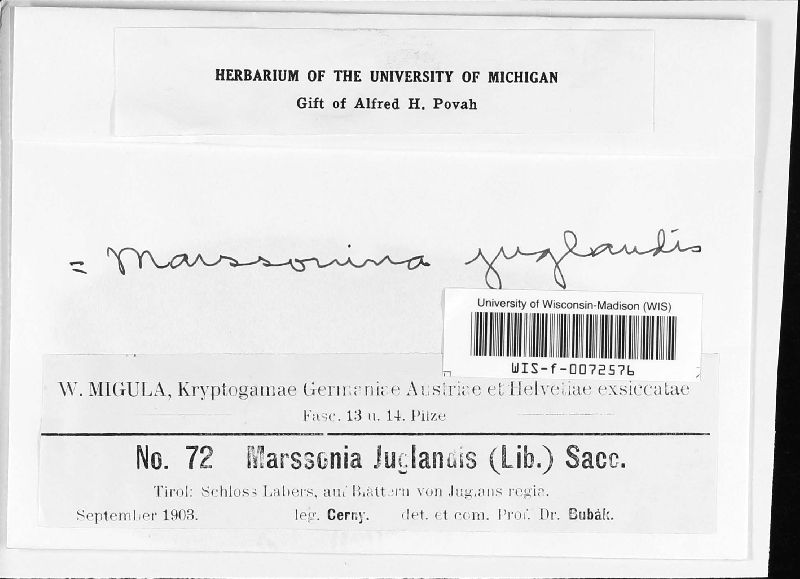 HERBARIUM OF THE UNIVERSITY OF MICHIGAN
Gift of Alfred H. Povah
= Marssonina juglandis
University of Wisconsin-Madison (WIS)
WIS-f-0072576
W. MIGULA, Kryptogamae Germaniae Austriae et Helvetiae exsiccatae
Fasc. 13 u. 14. Pilze
No. 72 Marssonia Juglandis (Lib.) Sacc.
Tirol: Schloss Labers, auf Blättern von Juglans regia.
September 1903. leg. Cerny. det. et com. Prof. Dr. Bubák.